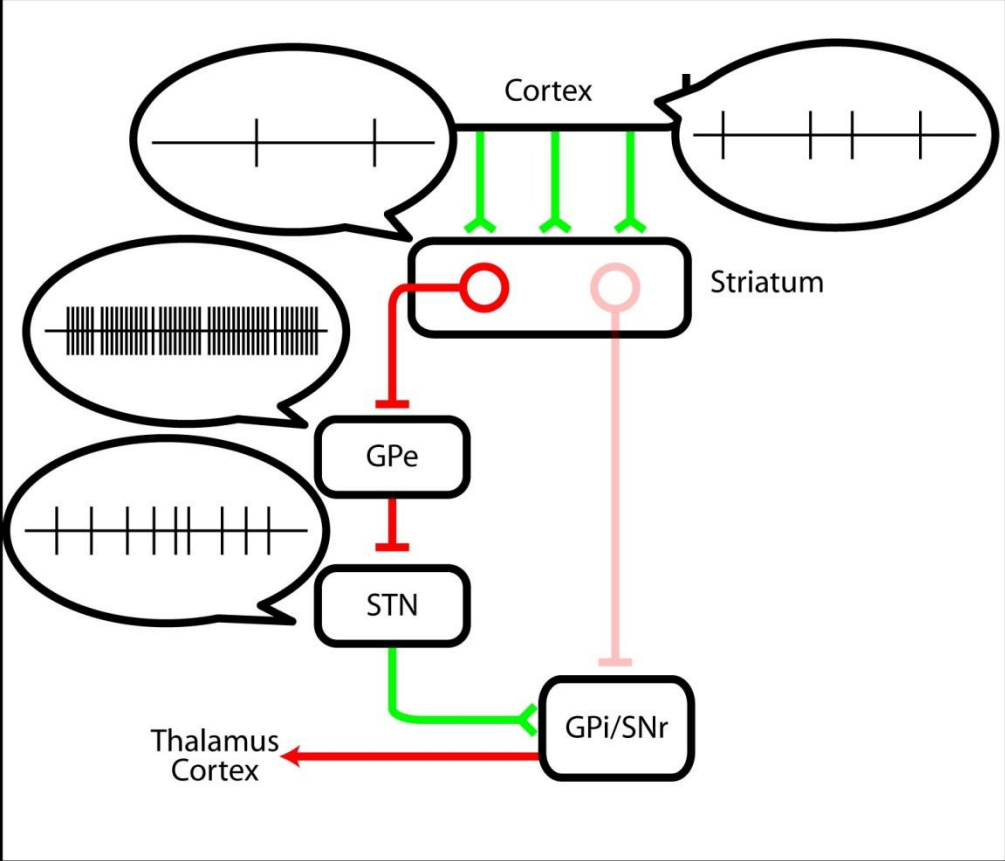 Cortex
Striatum
GPe
STN
GPi/SNr
Thalamus
Cortex